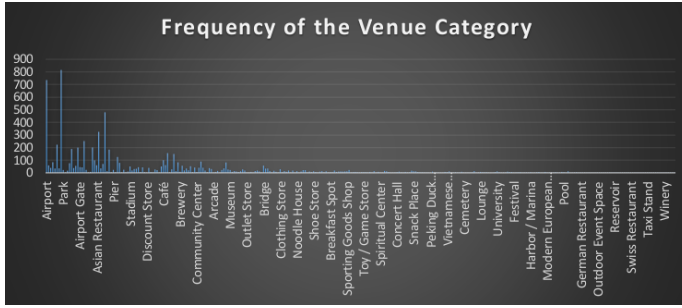 Frequency of the Venue Category
900
800
700
600
500
400
300
200
100
0
Airport
Park
Airport Gate
Asian Restaurant
Pier
Stadium
Discount Store
Café
Brewery
Community Center
Arcade
Museum
Outlet Store
Bridge
Clothing Store
Noodle House
Shoe Store
Breakfast Spot
Sporting Goods Shop
Toy / Game Store
Spiritual Center
Concert Hall
Snack Place
Peking Duck…
Vietnamese…
Cemetery
Lounge
University
Festival
Harbor / Marina
Modern European…
Pool
German Restaurant
Outdoor Event Space
Reservoir
Swiss Restaurant
Taxi Stand
Winery